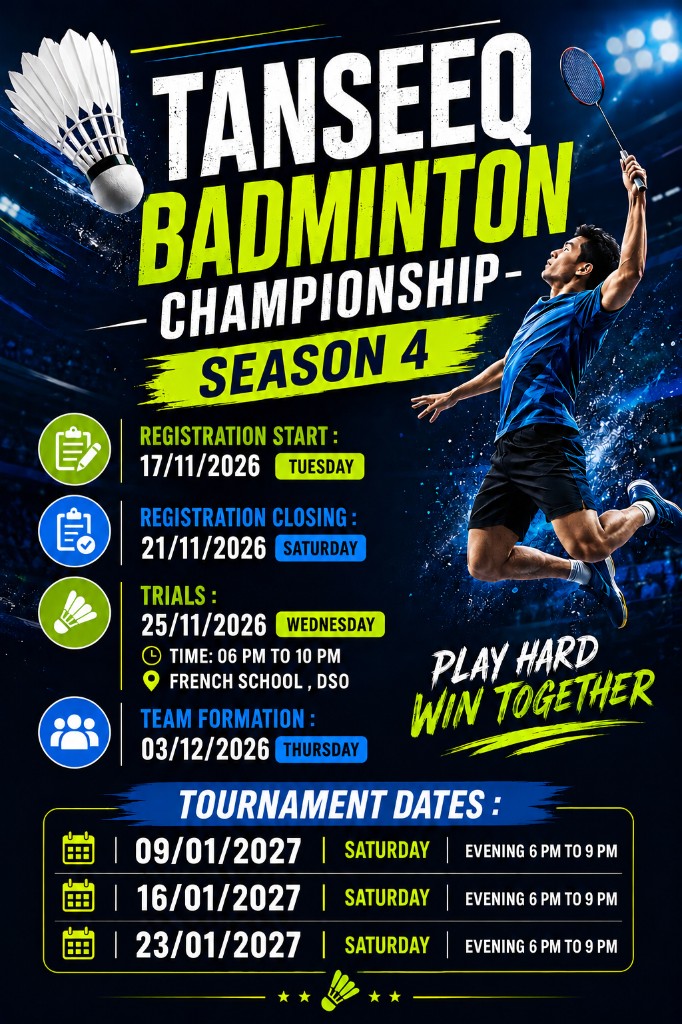 TANSEEQ
BADMINTON
- CHAMPIONSHIP -
SEASON 4
REGISTRATION START :
17/11/2026 TUESDAY
REGISTRATION CLOSING :
21/11/2026 SATURDAY
TRIALS :
25/11/2026 WEDNESDAY
TIME: 06 PM TO 10 PM
FRENCH SCHOOL , DSO
TEAM FORMATION :
03/12/2026 THURSDAY
PLAY HARD
WIN TOGETHER
TOURNAMENT DATES :
09/01/2027 | SATURDAY | EVENING 6 PM TO 9 PM
16/01/2027 | SATURDAY | EVENING 6 PM TO 9 PM
23/01/2027 | SATURDAY | EVENING 6 PM TO 9 PM